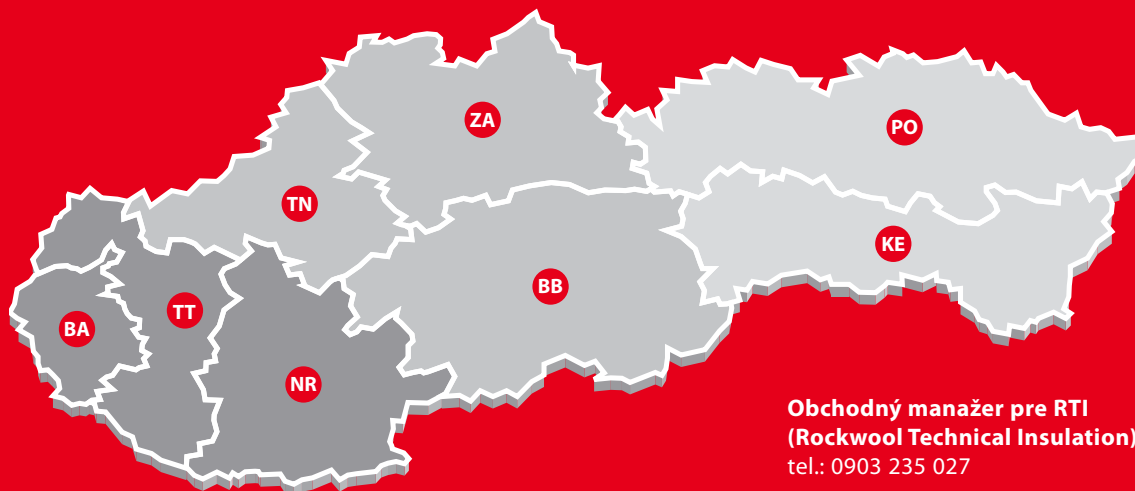 ZA
PO
TN
KE
BB
TT
BA
NR
Obchodný manažer pre RTI
(Rockwool Technical Insulation)
tel.: 0903 235 027